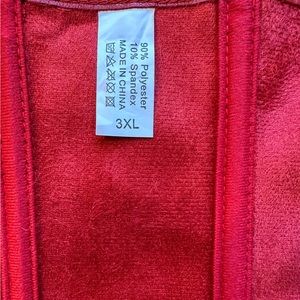 90% Polyester
10% Spandex
MADE IN CHINA
3XL